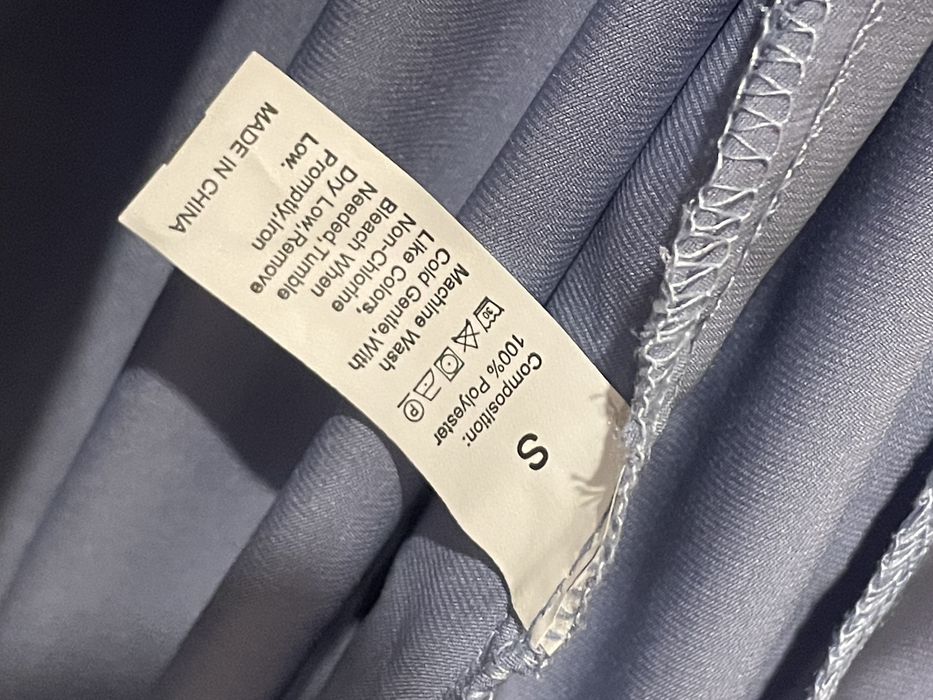 S
Composition:
100% Polyester
30 P
Machine Wash
Cold Gentle,With
Like Colors,
Non-Chlorine
Bleach When
Needed,Tumble
Dry Low,Remove
Promptly,Iron
Low.
MADE IN CHINA